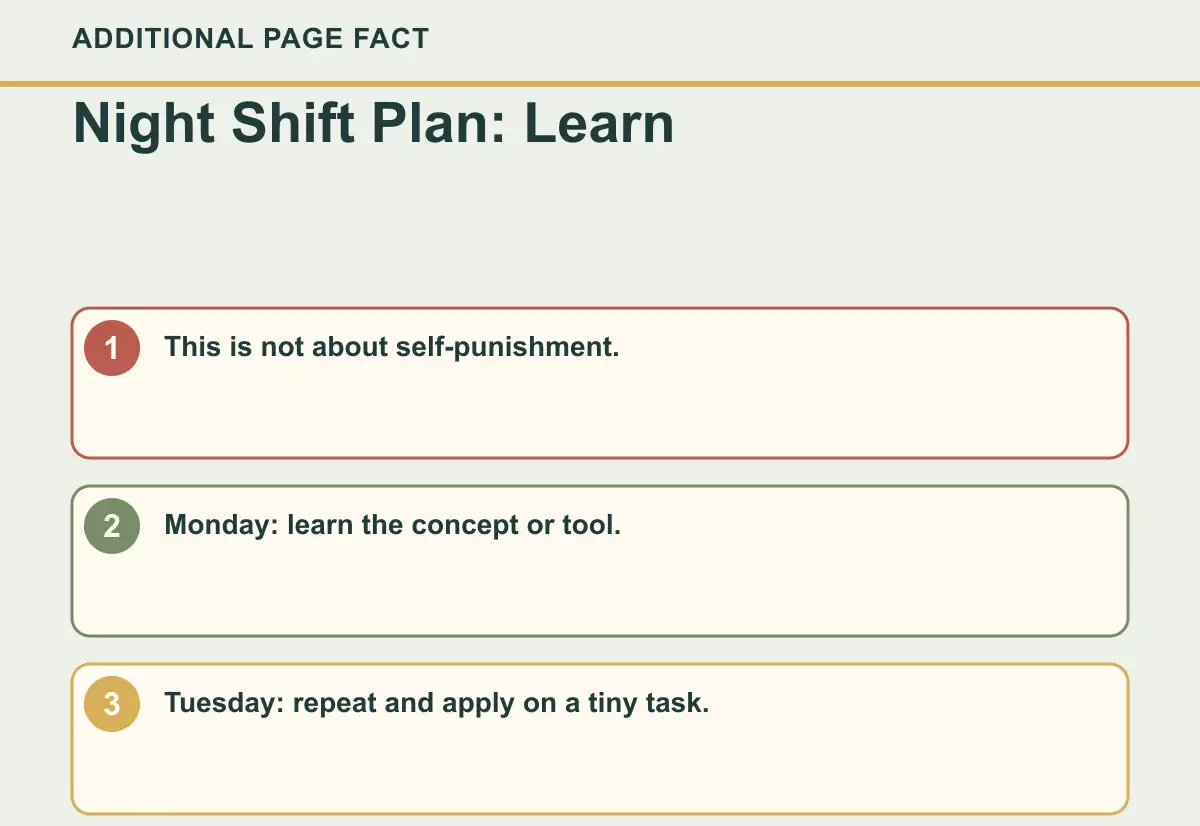 ADDITIONAL PAGE FACT
Night Shift Plan: Learn
1 This is not about self-punishment.
2 Monday: learn the concept or tool.
3 Tuesday: repeat and apply on a tiny task.